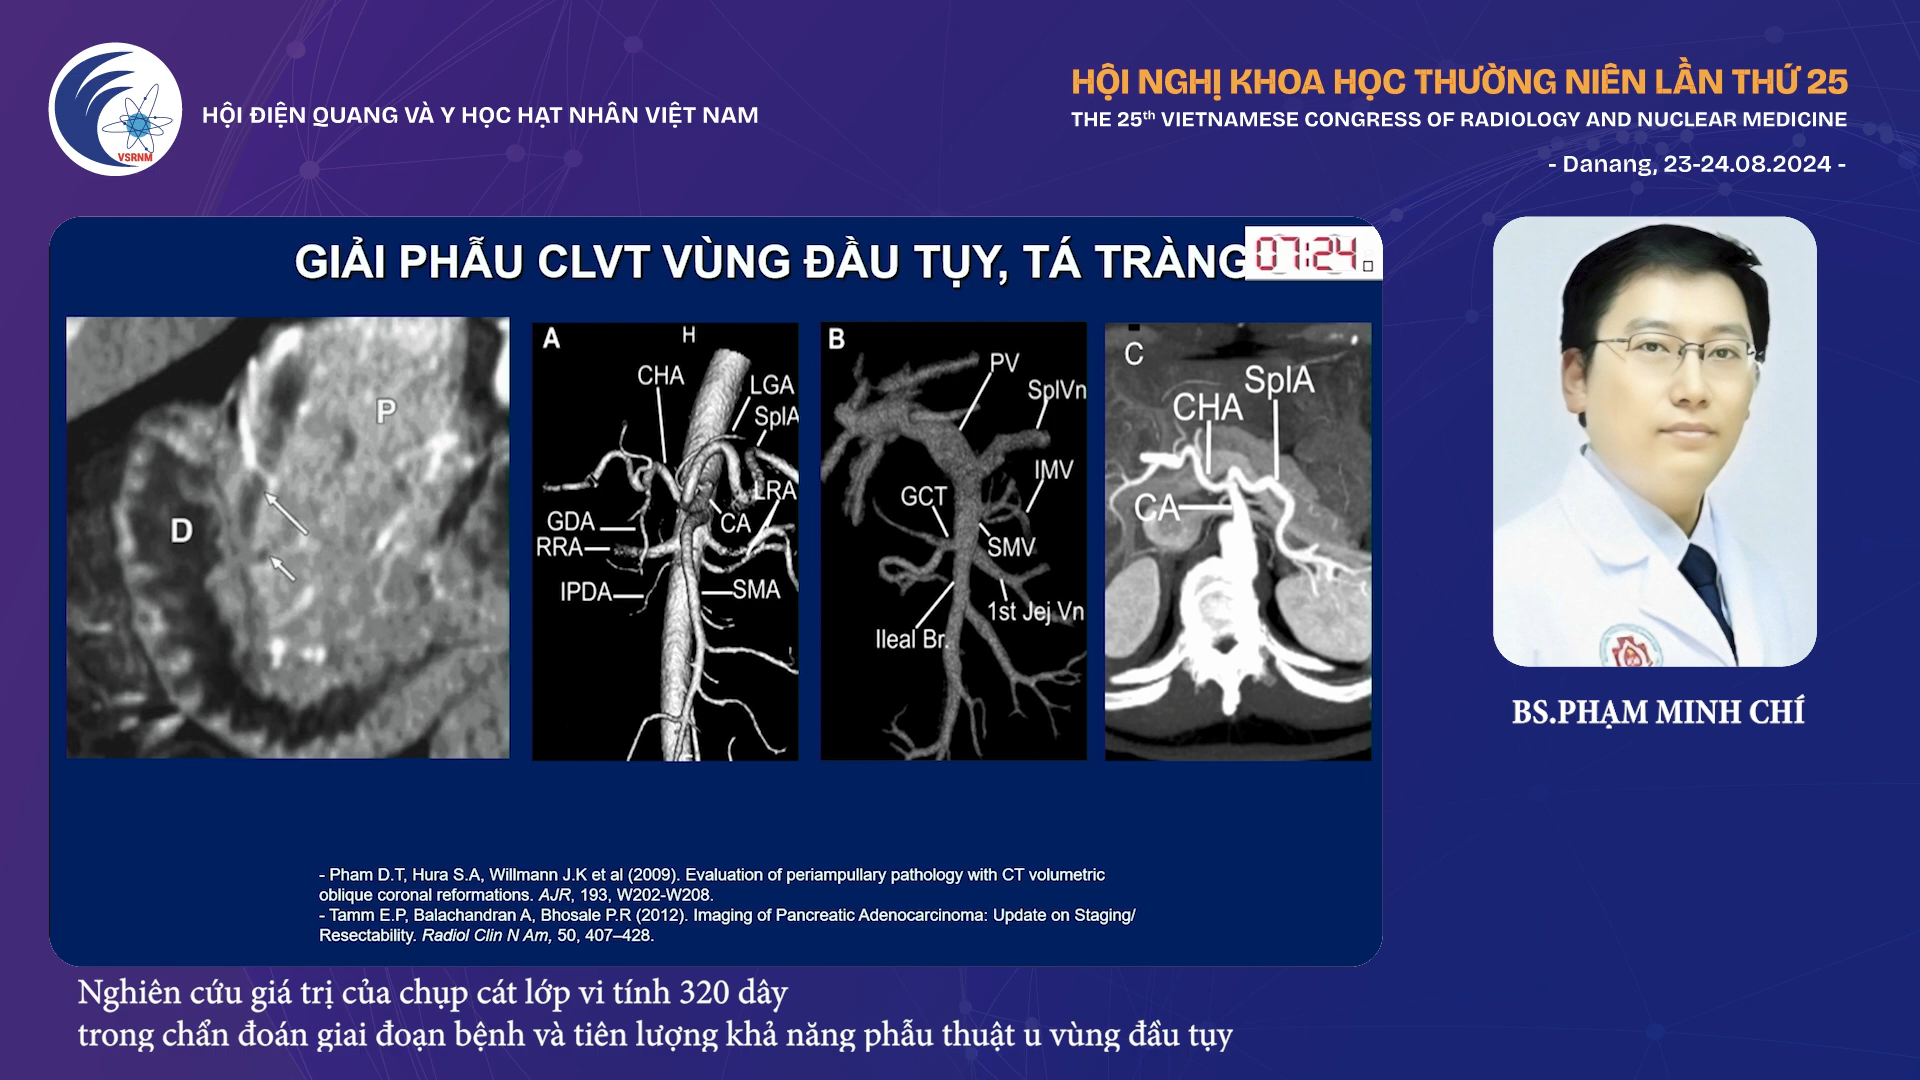 VSRNM
HỘI ĐIỆN QUANG VÀ Y HỌC HẠT NHÂN VIỆT NAM
HỘI NGHỊ KHOA HỌC THƯỜNG NIÊN LẦN THỨ 25
THE 25th VIETNAMESE CONGRESS OF RADIOLOGY AND NUCLEAR MEDICINE
- Danang, 23-24.08.2024 -
GIẢI PHẪU CLVT VÙNG ĐẦU TỤY, TÁ TRÀNG
07:24
P
D
A
H
CHA
LGA
SplA
LRA
GDA
CA
RRA
IPDA
SMA
B
PV
SplVn
IMV
GCT
SMV
1st Jej Vn
Ileal Br.
C
SplA
CHA
CA
- Pham D.T, Hura S.A, Willmann J.K et al (2009). Evaluation of periampullary pathology with CT volumetric
oblique coronal reformations. AJR, 193, W202-W208.
- Tamm E.P, Balachandran A, Bhosale P.R (2012). Imaging of Pancreatic Adenocarcinoma: Update on Staging/
Resectability. Radiol Clin N Am, 50, 407–428.
BS.PHẠM MINH CHÍ
Nghiên cứu giá trị của chụp cát lớp vi tính 320 dây
trong chẩn đoán giai đoạn bệnh và tiên lượng khả năng phẫu thuật u vùng đầu tụy